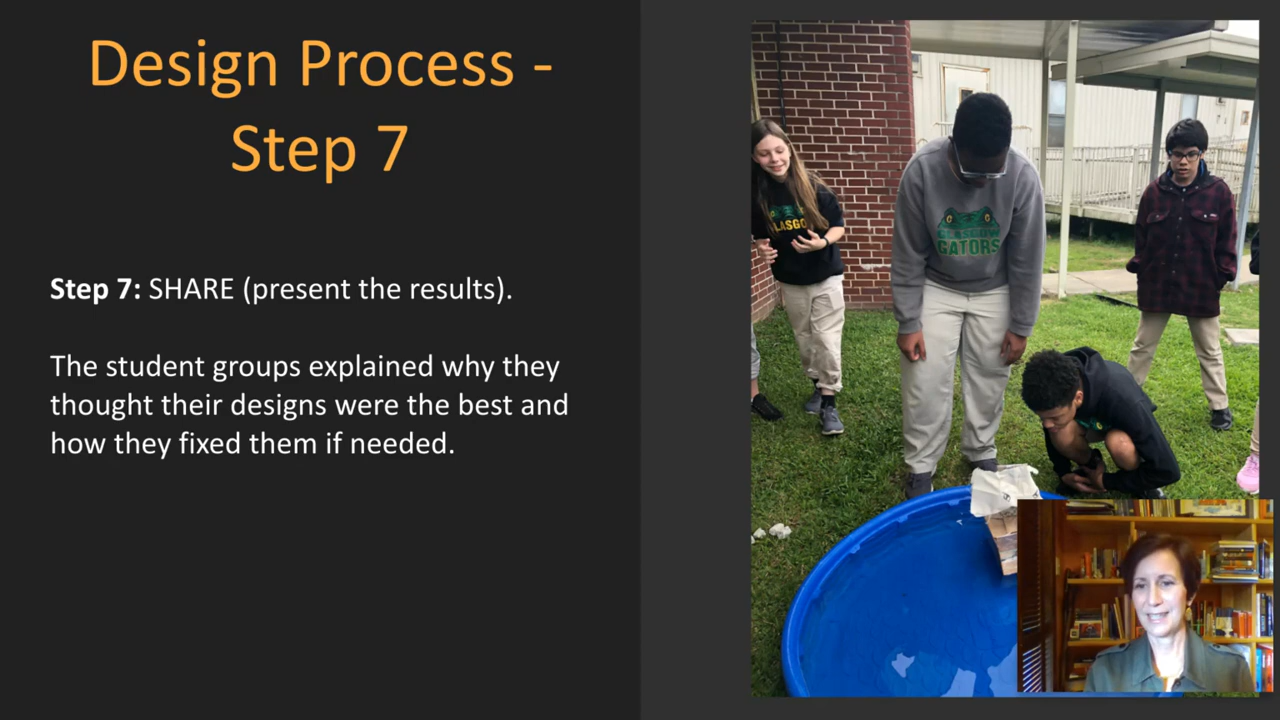 Design Process -
Step 7
Step 7: SHARE (present the results).
The student groups explained why they
thought their designs were the best and
how they fixed them if needed.
GLASGOW
GATORS